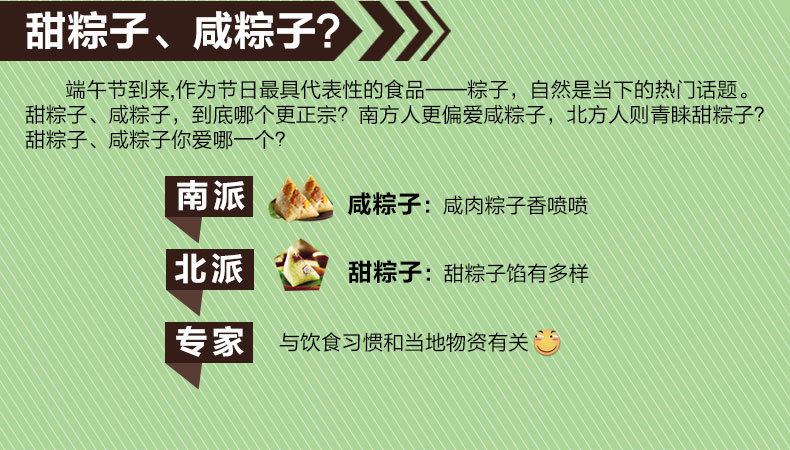 甜粽子、咸粽子？
端午节到来,作为节日最具代表性的食品——粽子，自然是当下的热门话题。
甜粽子、咸粽子，到底哪个更正宗？南方人更偏爱咸粽子，北方人则青睐甜粽子？
甜粽子、咸粽子你爱哪一个？
南派 咸粽子：咸肉粽子香喷喷
北派 甜粽子：甜粽子馅有多样
专家 与饮食习惯和当地物资有关